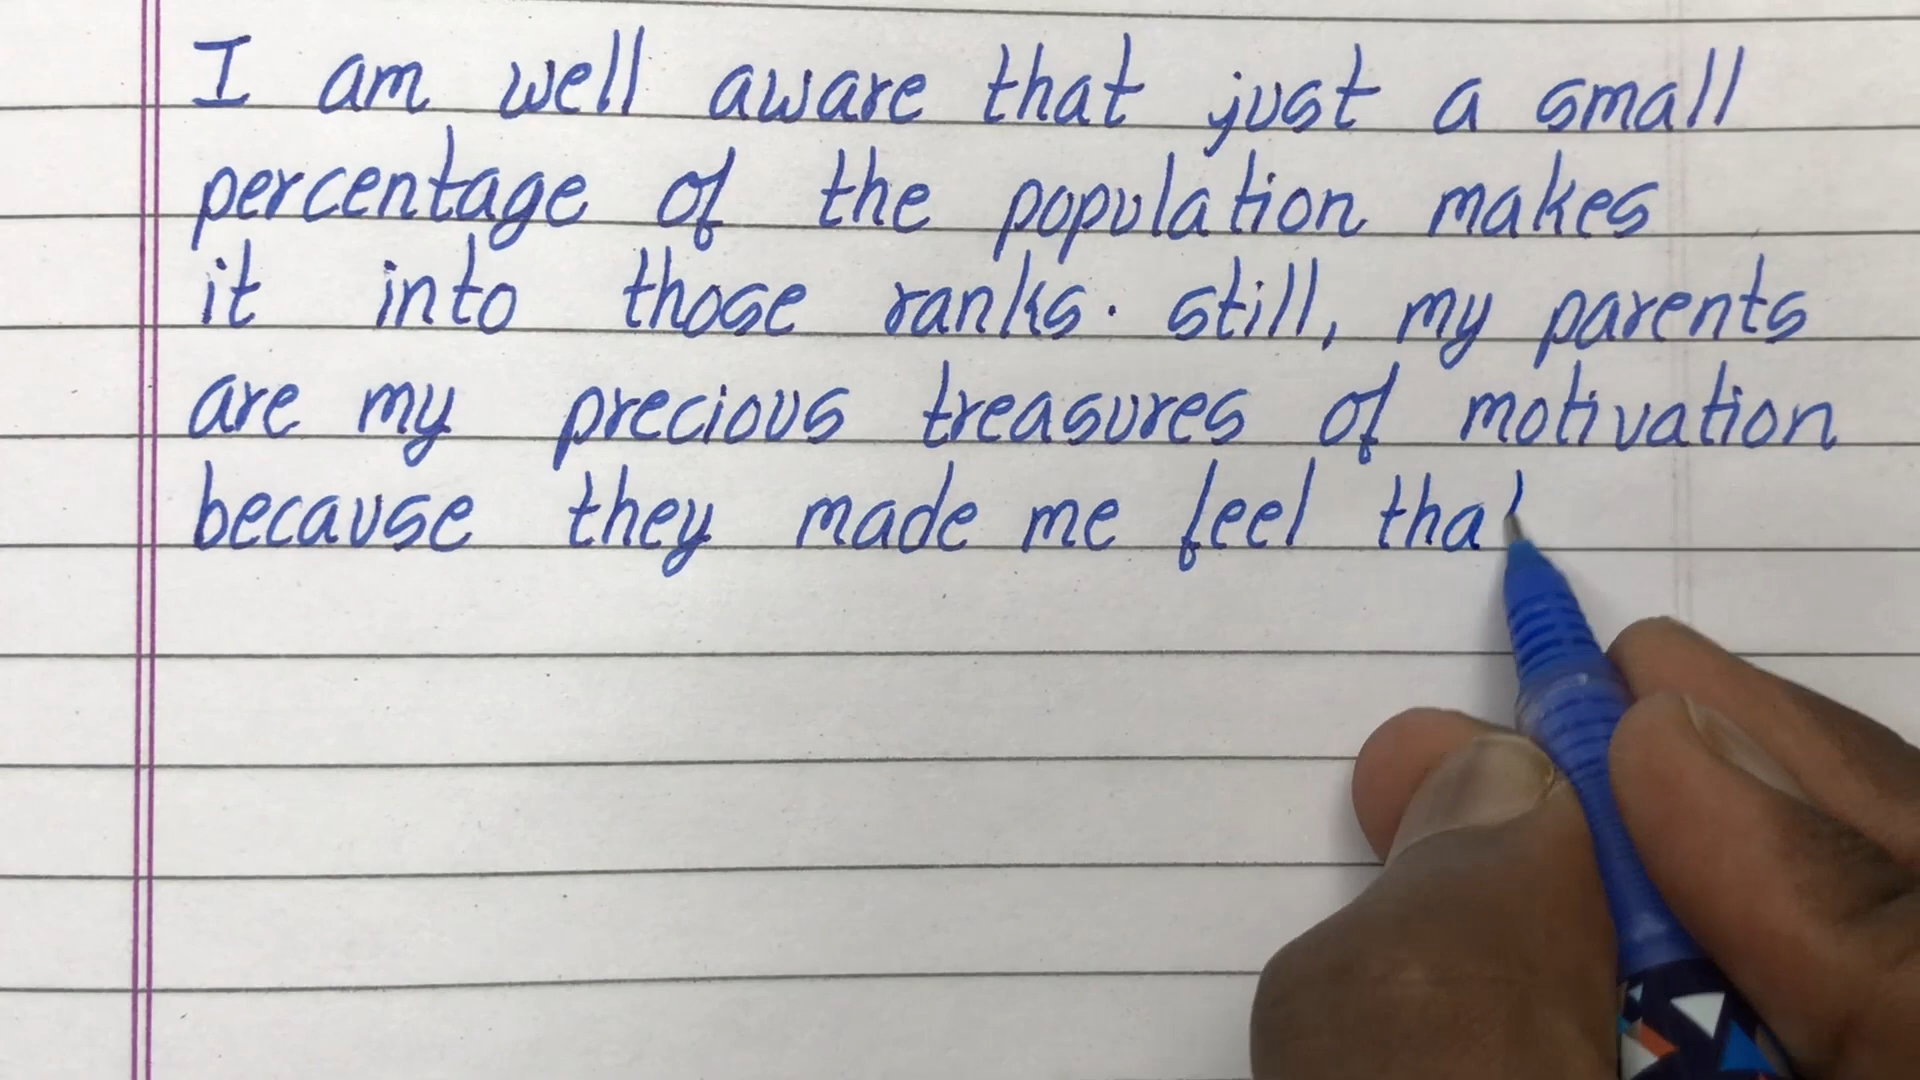 I am well aware that just a small
percentage of the population makes
it into those ranks. still, my parents
are my precious treasures of motivation
because they made me feel that